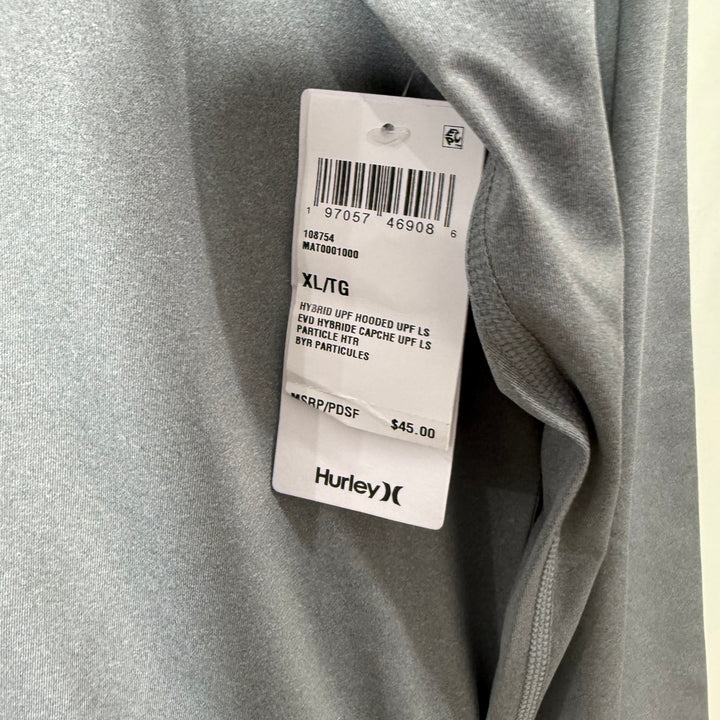 1 97057 46908 6
108754
MAT0001000
XL/TG
HYBRID UPF HOODED UPF LS
EVD HYBRIDE CAPCHE UPF LS
PARTICLE HTR
BYR PARTICULES
MSRP/PDSF $45.00
Hurley